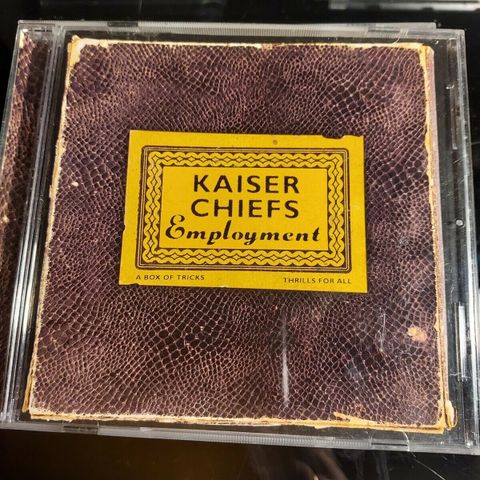 KAISER
CHIEFS
Employment
A BOX OF TRICKS THRILLS FOR ALL